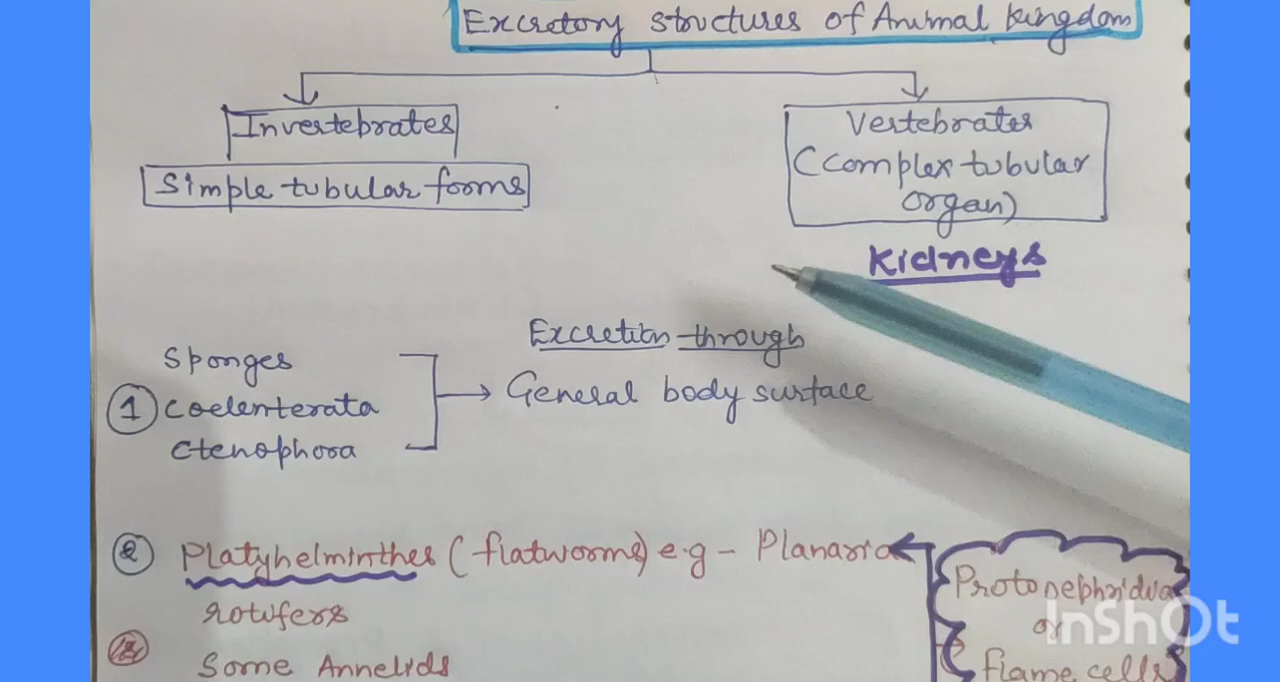 Excretory structures of Animal kingdom
Invertebrates
Simple tubular forms
Vertebrates
(Complex tubular
organ)
Kidneys
Excretion through
Sponges
① Coelenterata
Ctenophora
General body surface
② Platyhelminthes (flatworms) e.g - Planaria
rotifers
Some Annelids
Protonephridia
or
flame cells
InShOt